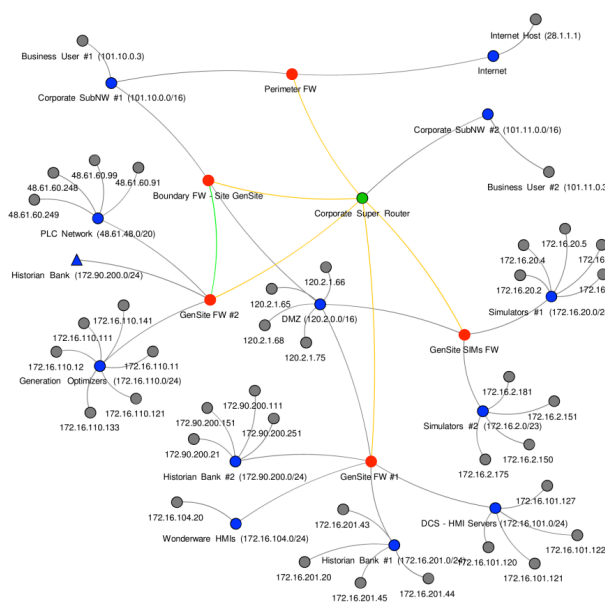 Internet Host (28.1.1.1)
Business User #1 (101.10.0.3)
Internet
Perimeter FW
Corporate SubNW #1 (101.10.0.0/16)
Corporate SubNW #2 (101.11.0.0/16)
48.61.60.99
48.61.60.91
48.61.60.248
Business User #2 (101.11.0.3
Boundary FW - Site GenSite
48.61.60.249
Corporate Super Router
PLC Network (48.61.48.0/20)
172.16.20.5
172.16.20.4
172.16
Historian Bank (172.90.200.0/24)
120.2.1.66
172.16.20.2
172.16
120.2.1.65
172.16.110.141
GenSite FW #2
DMZ (120.2.0.0/16)
Simulators #1 (172.16.20.0/2
172.16.110.111
120.2.1.68
172.16.110.11
120.2.1.75
GenSite SIMs FW
172.16.110.12
Generation Optimizers (172.16.110.0/24)
172.16.2.181
172.16.110.121
172.90.200.111
172.16.2.151
172.16.110.133
172.90.200.151
Simulators #2 (172.16.2.0/23)
172.90.200.251
172.90.200.21
172.16.2.150
172.16.2.175
Historian Bank #2 (172.90.200.0/24)
GenSite FW #1
172.16.101.127
172.16.104.20
172.16.201.43
DCS - HMI Servers (172.16.101.0/24)
Wonderware HMIs (172.16.104.0/24)
172.16.101.122
Historian Bank #1 (172.16.201.0/24)
172.16.101.120
172.16.101.121
172.16.201.20
172.16.201.44
172.16.201.45